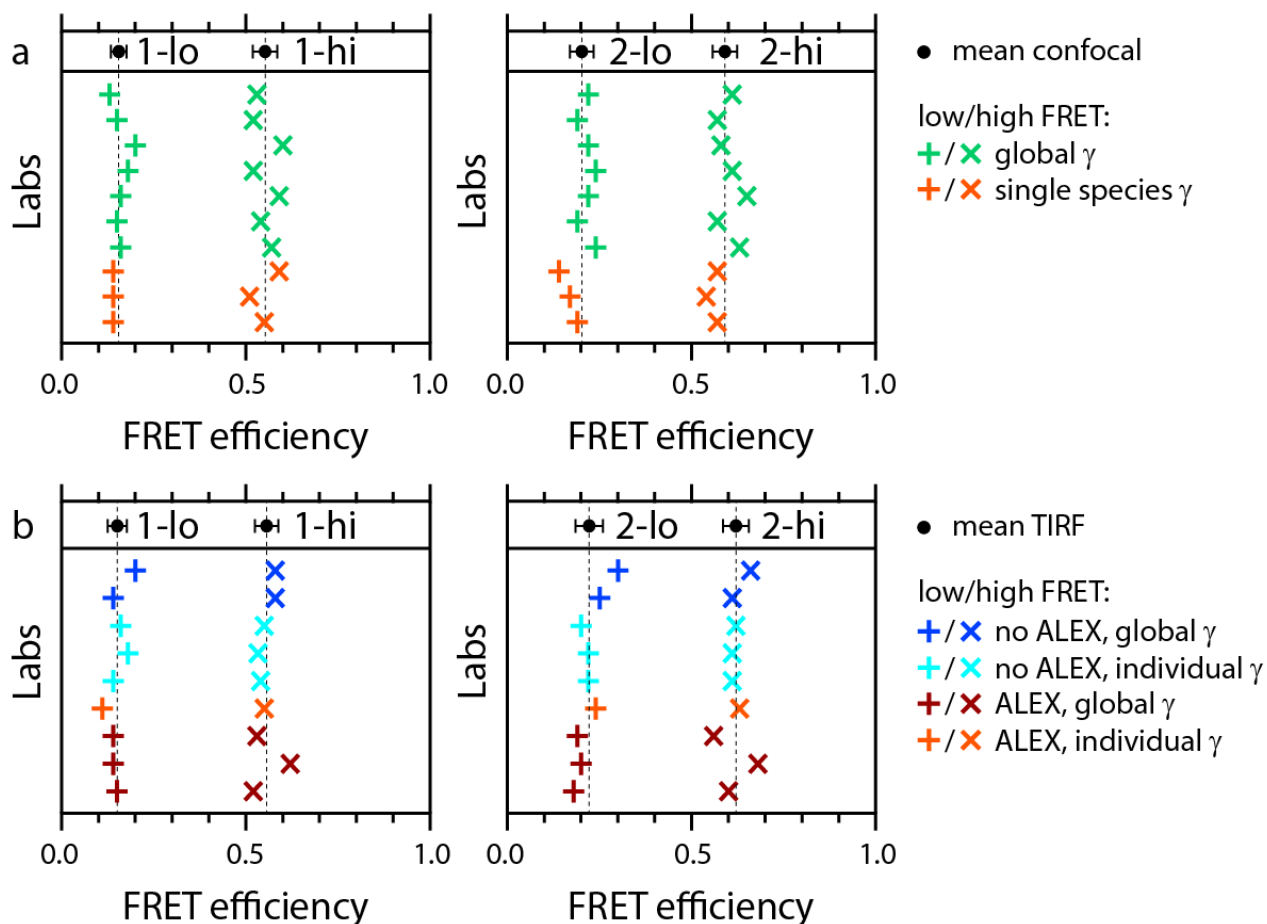 a
1-lo 1-hi
2-lo 2-hi
Labs
Labs
0.0 0.5 1.0
0.0 0.5 1.0
FRET efficiency
FRET efficiency
mean confocal
low/high FRET:
+/× global γ
+/× single species γ
b
1-lo 1-hi
2-lo 2-hi
Labs
Labs
0.0 0.5 1.0
0.0 0.5 1.0
FRET efficiency
FRET efficiency
mean TIRF
low/high FRET:
+/× no ALEX, global γ
+/× no ALEX, individual γ
+/× ALEX, global γ
+/× ALEX, individual γ